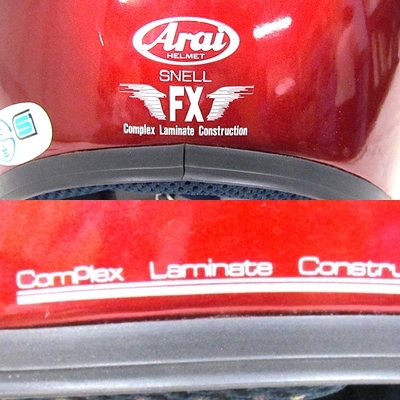 Arai
HELMET
SNELL
FX
Complex Laminate Construction
ComPlex Laminate Constru